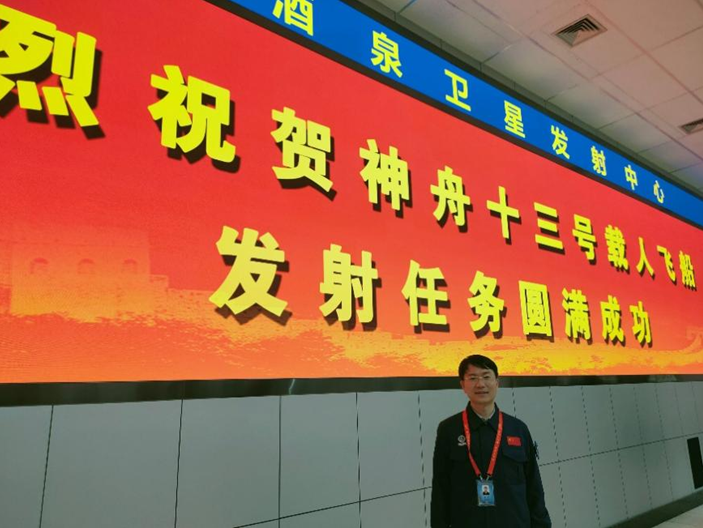 酒泉卫星发射中心
烈祝贺神舟十三号载人飞船
发射任务圆满成功